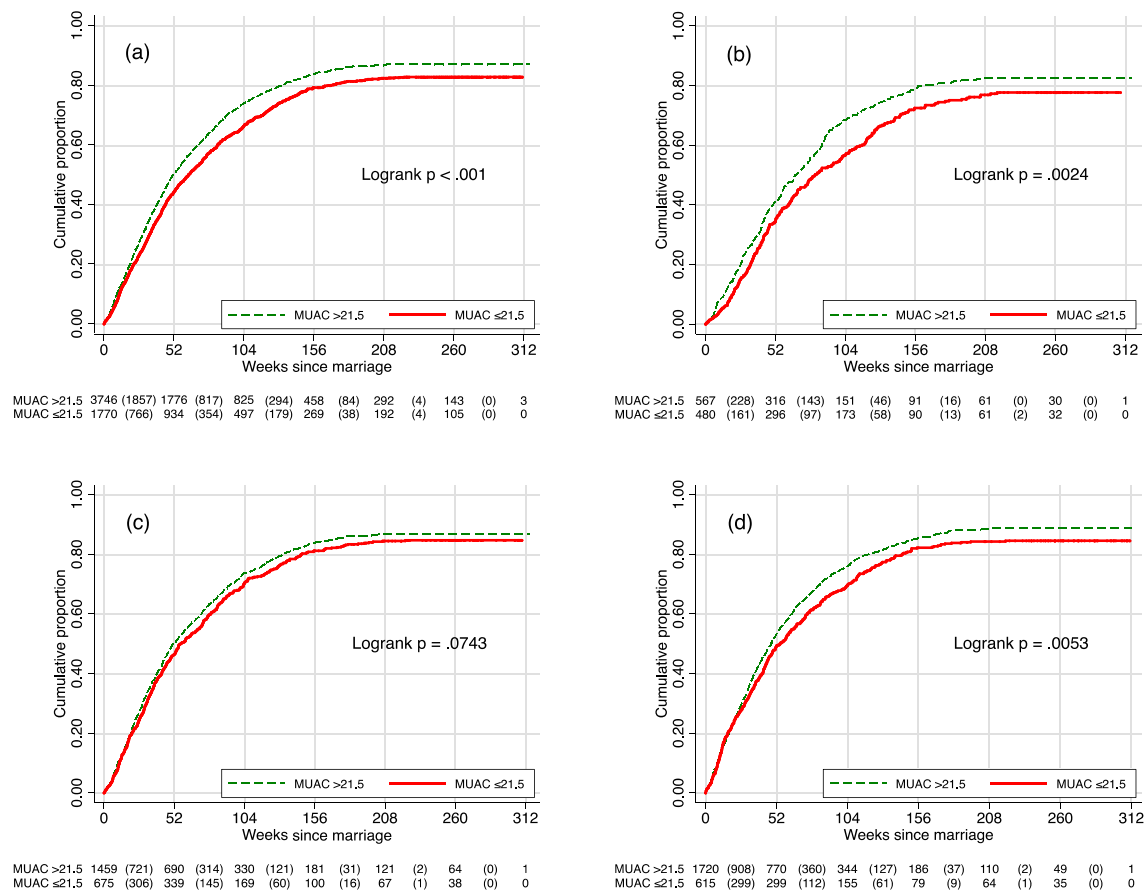 (a)
Cumulative proportion
0.00 0.20 0.40 0.60 0.80 1.00
Logrank p < .001
MUAC >21.5 MUAC ≤21.5
0 52 104 156 208 260 312
Weeks since marriage
MUAC >21.5 3746 (1857) 1776 (817) 825 (294) 458 (84) 292 (4) 143 (0) 3
MUAC ≤21.5 1770 (766) 934 (354) 497 (179) 269 (38) 192 (4) 105 (0) 0
(b)
Cumulative proportion
0.00 0.20 0.40 0.60 0.80 1.00
Logrank p = .0024
MUAC >21.5 MUAC ≤21.5
0 52 104 156 208 260 312
Weeks since marriage
MUAC >21.5 567 (228) 316 (143) 151 (46) 91 (16) 61 (0) 30 (0) 1
MUAC ≤21.5 480 (161) 296 (97) 173 (58) 90 (13) 61 (2) 32 (0) 0
(c)
Cumulative proportion
0.00 0.20 0.40 0.60 0.80 1.00
Logrank p = .0743
MUAC >21.5 MUAC ≤21.5
0 52 104 156 208 260 312
Weeks since marriage
MUAC >21.5 1459 (721) 690 (314) 330 (121) 181 (31) 121 (2) 64 (0) 1
MUAC ≤21.5 675 (306) 339 (145) 169 (60) 100 (16) 67 (1) 38 (0) 0
(d)
Cumulative proportion
0.00 0.20 0.40 0.60 0.80 1.00
Logrank p = .0053
MUAC >21.5 MUAC ≤21.5
0 52 104 156 208 260 312
Weeks since marriage
MUAC >21.5 1720 (908) 770 (360) 344 (127) 186 (37) 110 (2) 49 (0) 1
MUAC ≤21.5 615 (299) 299 (112) 155 (61) 79 (9) 64 (1) 35 (0) 0